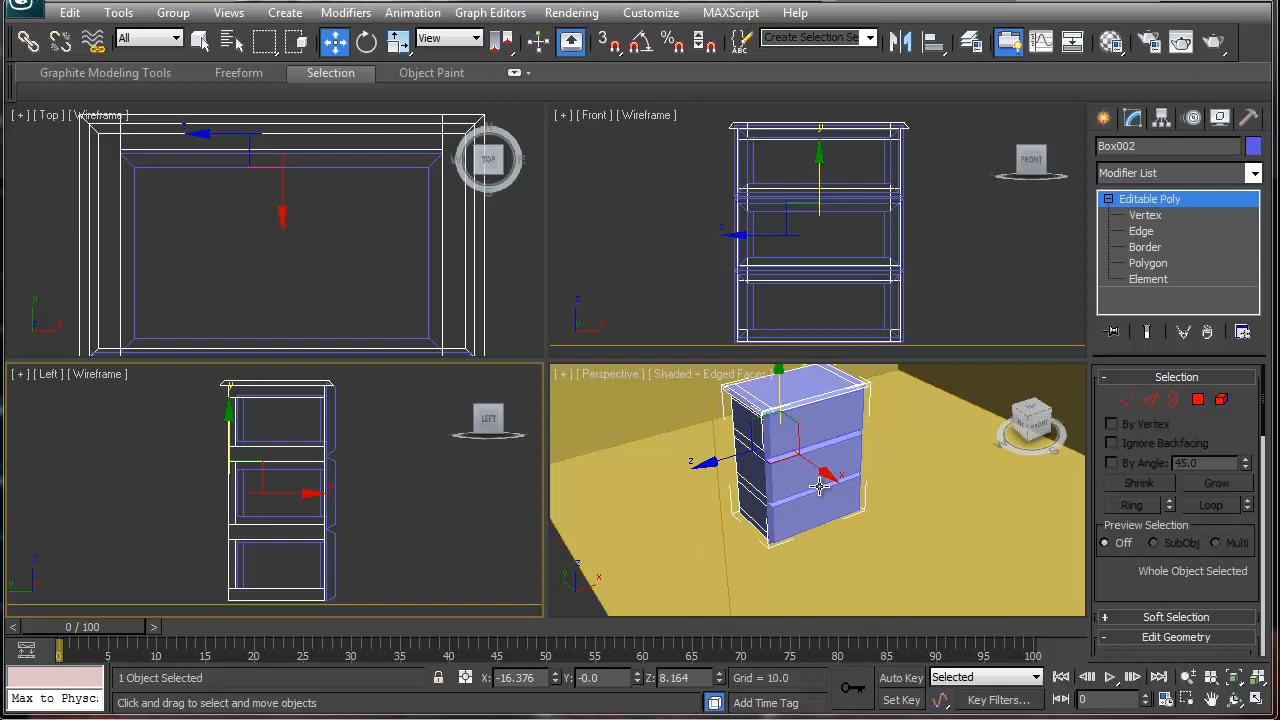 Edit Tools Group Views Create Modifiers Animation Graph Editors Rendering Customize MAXScript Help
All View 3 Create Selection Se
Graphite Modeling Tools Freeform Selection Object Paint
[ + ] [ Top ] [ Wireframe ] [ + ] [ Front ] [ Wireframe ]
TOP FRONT
Box002
Modifier List
Editable Poly
Vertex
Edge
Border
Polygon
Element
[ + ] [ Left ] [ Wireframe ] [ + ] [ Perspective ] [ Shaded + Edged Faces ]
LEFT FRONT
Selection
By Vertex
Ignore Backfacing
By Angle: 45.0
Shrink Grow
Ring Loop
Preview Selection
Off SubObj Multi
Whole Object Selected
Soft Selection
Edit Geometry
< 0 / 100 >
0 5 10 15 20 25 30 35 40 45 50 55 60 65 70 75 80 85 90 95 100
1 Object Selected X: -16.376 Y: -0.0 Z: 8.164 Grid = 10.0 Auto Key Selected
Max to Physc: Click and drag to select and move objects Add Time Tag Set Key Key Filters... 0